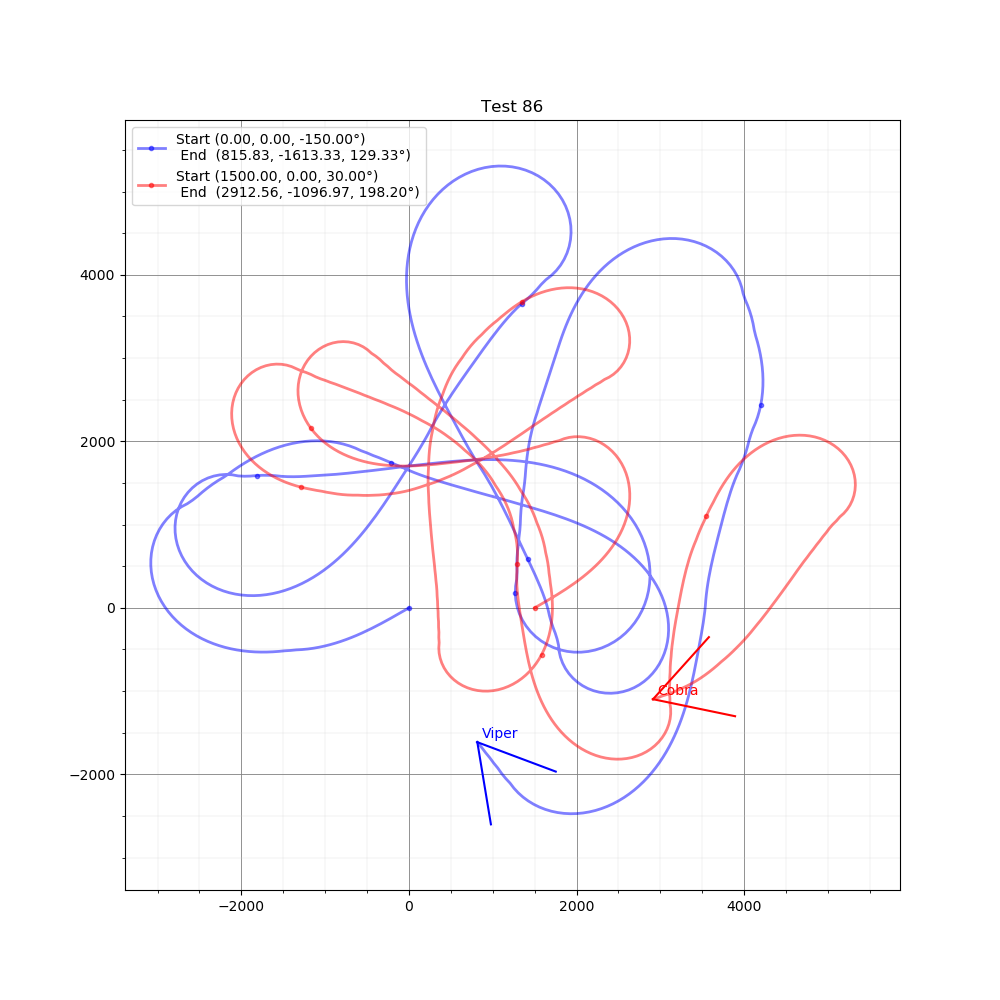 Test 86
Start (0.00, 0.00, -150.00°)
End  (815.83, -1613.33, 129.33°)
Start (1500.00, 0.00, 30.00°)
End  (2912.56, -1096.97, 198.20°)
4000
2000
0
−2000
Cobra
Viper
−2000
0
2000
4000